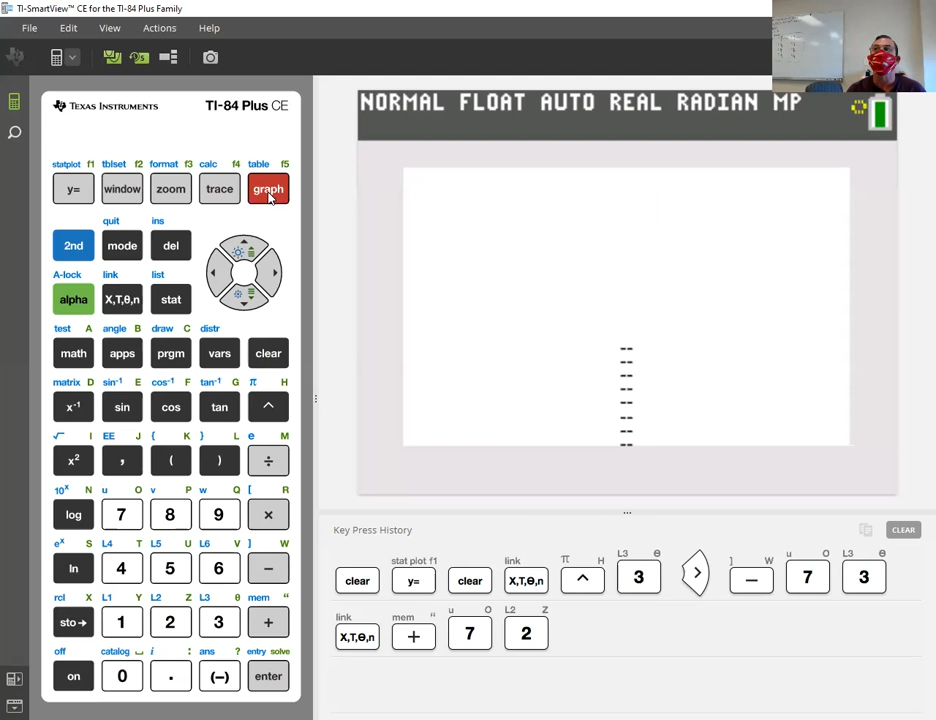 TI-SmartView™ CE for the TI-84 Plus Family
File Edit View Actions Help
TEXAS INSTRUMENTS TI-84 Plus CE
statplot f1 tblset f2 format f3 calc f4 table f5
y= window zoom trace graph
quit ins
2nd mode del
A-lock link list
alpha X,T,θ,n stat
test A angle B draw C distr
math apps prgm vars clear
matrix D sin⁻¹ E cos⁻¹ F tan⁻¹ G π H
x⁻¹ sin cos tan ^
√ I EE J { K } L e M
x² , ( ) ÷
10ˣ N u O v P w Q [ R
log 7 8 9 ×
eˣ S L4 T L5 U L6 V ] W
ln 4 5 6 −
rcl X L1 Y L2 Z L3 θ mem “
sto→ 1 2 3 +
off catalog ⎵ i : ans ? entry solve
on 0 . (−) enter
NORMAL FLOAT AUTO REAL RADIAN MP
Key Press History CLEAR
stat plot f1 link π H L3 Θ ] W u O L3 Θ
clear y= clear X,T,Θ,n ^ 3 > − 7 3
link mem “ u O L2 Z
X,T,Θ,n + 7 2